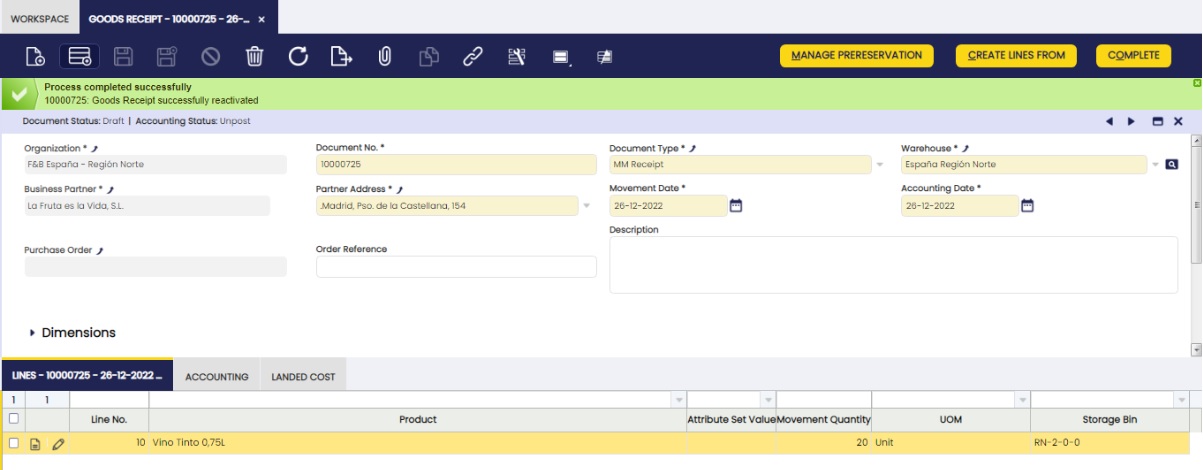 WORKSPACE
GOODS RECEIPT - 10000725 - 26-... ×
MANAGE PRERESERVATION
CREATE LINES FROM
COMPLETE
Process completed successfully
10000725: Goods Receipt successfully reactivated
Document Status: Draft | Accounting Status: Unpost
Organization *
Document No. *
Document Type *
Warehouse *
F&B España - Región Norte
10000725
MM Receipt
España Región Norte
Business Partner *
Partner Address *
Movement Date *
Accounting Date *
La Fruta es la Vida, S.L.
.Madrid, Pso. de la Castellana, 154
26-12-2022
26-12-2022
Purchase Order
Order Reference
Description
Dimensions
LINES - 10000725 - 26-12-2022 ...
ACCOUNTING
LANDED COST
1 1
Line No.
Product
Attribute Set Value
Movement Quantity
UOM
Storage Bin
10 Vino Tinto 0,75L 20 Unit RN-2-0-0